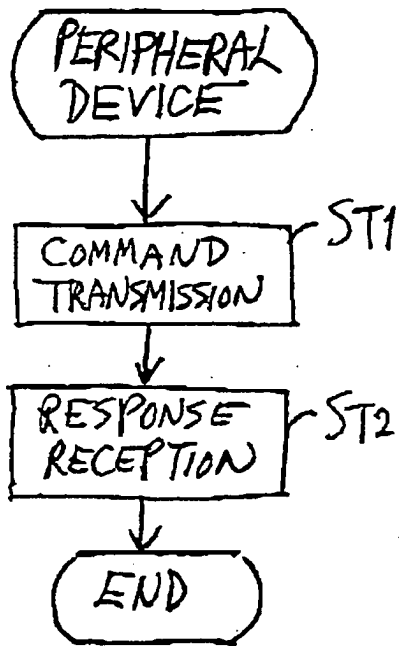 PERIPHERAL
DEVICE
ST1
COMMAND
TRANSMISSION
ST2
RESPONSE
RECEPTION
END